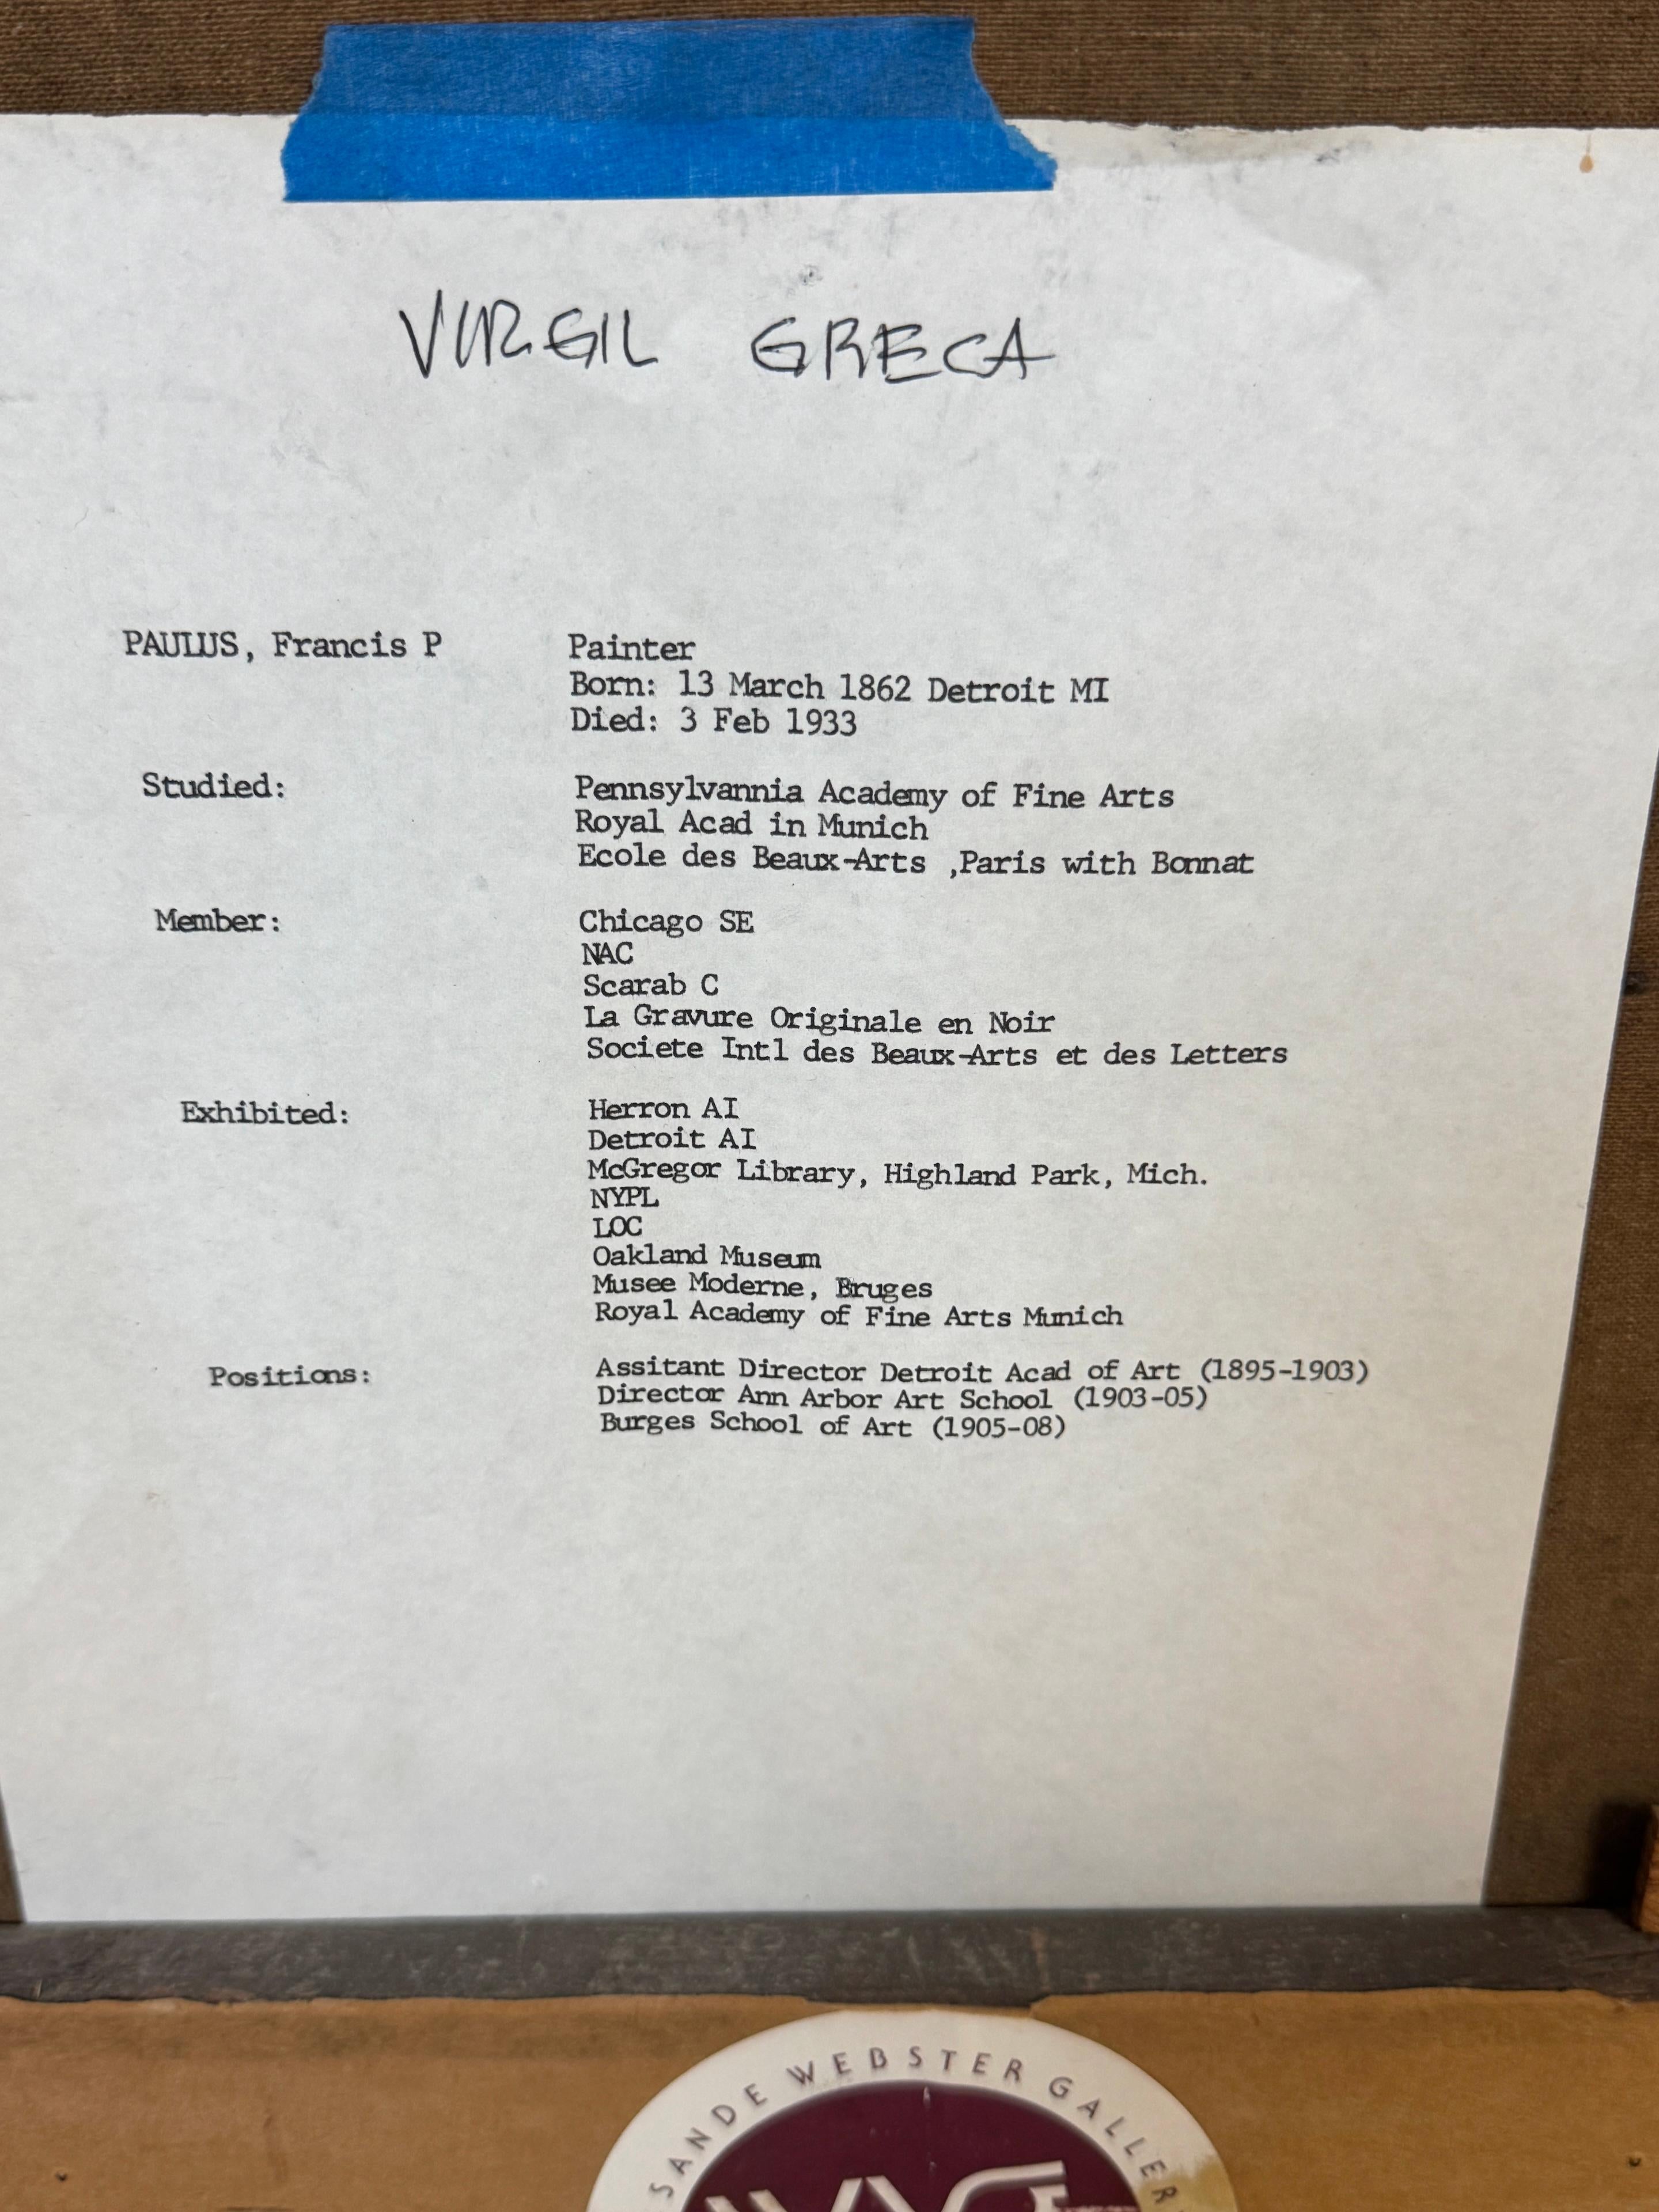 VIRGIL GRECA
PAULUS, Francis P Painter
Born: 13 March 1862 Detroit MI
Died: 3 Feb 1933
Studied: Pennsylvannia Academy of Fine Arts
Royal Acad in Munich
Ecole des Beaux-Arts ,Paris with Bonnat
Member: Chicago SE
NAC
Scarab C
La Gravure Originale en Noir
Societe Intl des Beaux-Arts et des Letters
Exhibited: Herron AI
Detroit AI
McGregor Library, Highland Park, Mich.
NYPL
LOC
Oakland Museum
Musee Moderne, Bruges
Royal Academy of Fine Arts Munich
Positions: Assitant Director Detroit Acad of Art (1895-1903)
Director Ann Arbor Art School (1903-05)
Burges School of Art (1905-08)
SANDE WEBSTER GALLER